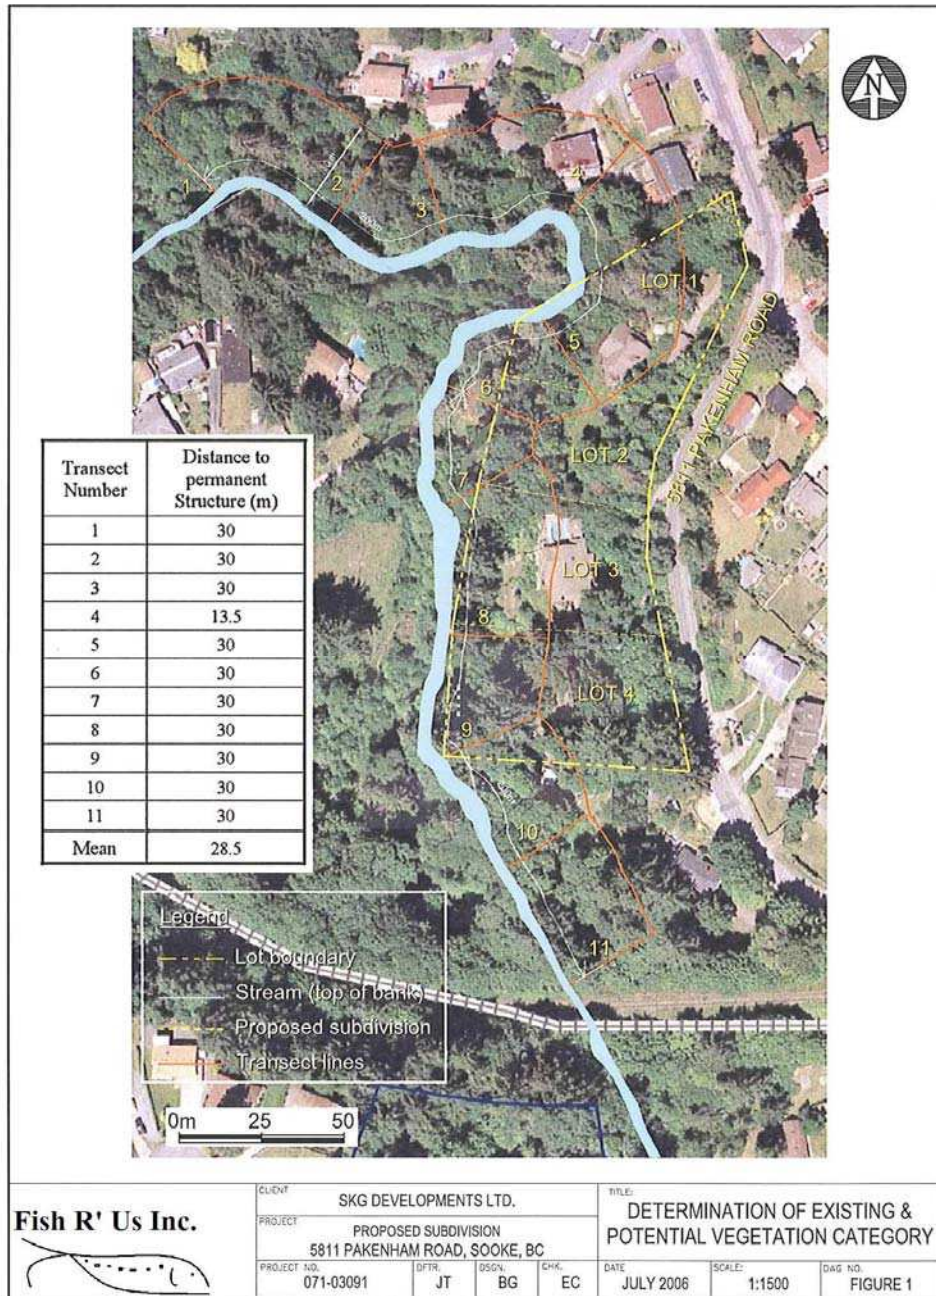 N
1
2
3
4
LOT 1
5
6
LOT 2
5811 PAKENHAM ROAD
7
LOT 3
8
LOT 4
9
10
11
Transect Number Distance to permanent Structure (m)
1 30
2 30
3 30
4 13.5
5 30
6 30
7 30
8 30
9 30
10 30
11 30
Mean 28.5
Legend
Lot boundary
Stream (top of bank)
Proposed subdivision
Transect lines
0m 25 50
Fish R' Us Inc.
CLIENT
SKG DEVELOPMENTS LTD.
PROJECT
PROPOSED SUBDIVISION
5811 PAKENHAM ROAD, SOOKE, BC
PROJECT NO.
071-03091
DFTR.
JT
DSGN.
BG
CHK.
EC
TITLE:
DETERMINATION OF EXISTING &
POTENTIAL VEGETATION CATEGORY
DATE
JULY 2006
SCALE:
1:1500
DAG NO.
FIGURE 1